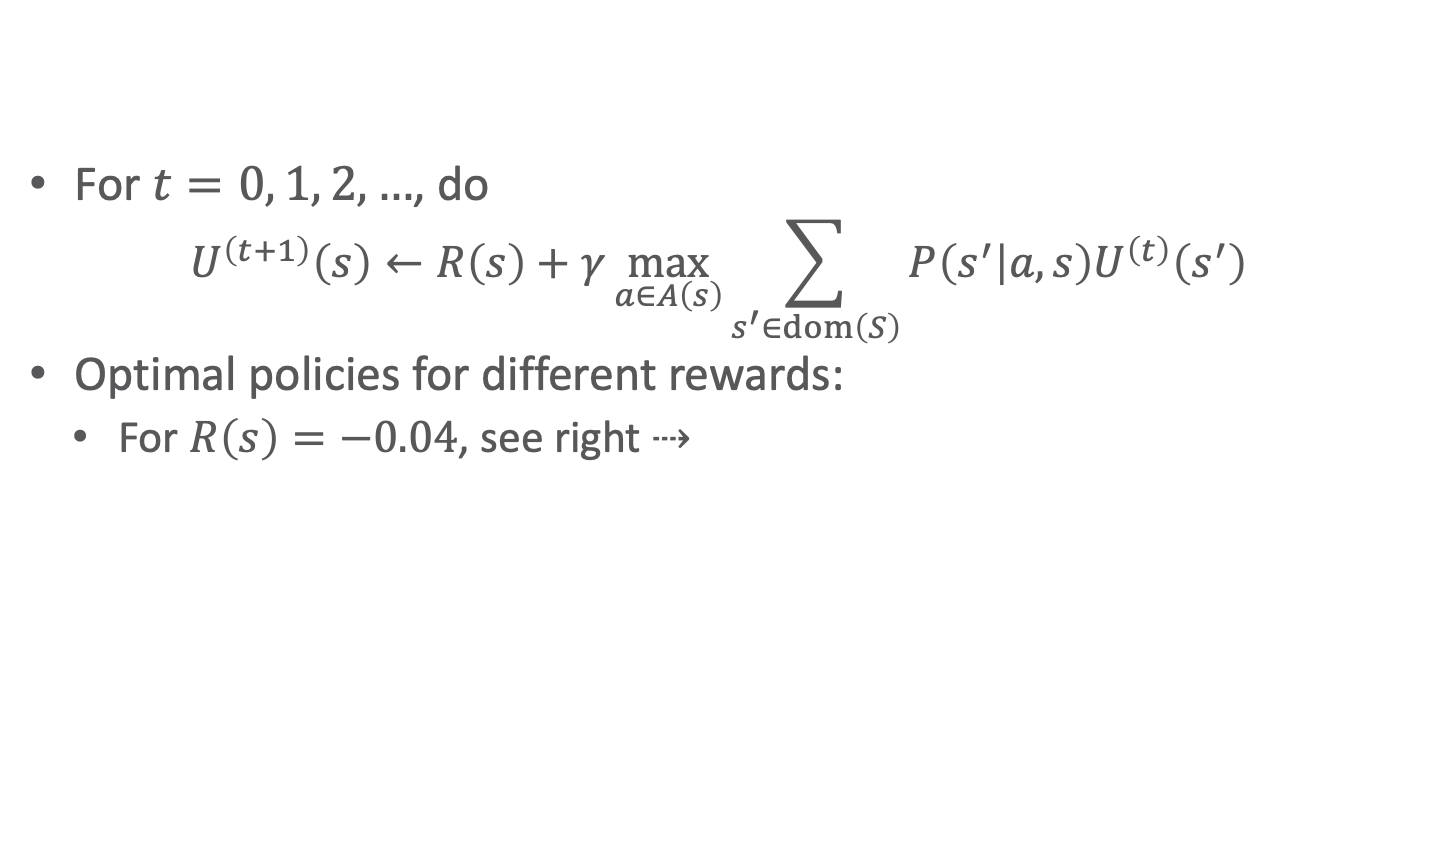 • For 𝑡 = 0, 1, 2, …, do
𝑈⁽ᵗ⁺¹⁾(𝑠) ← 𝑅(𝑠) + 𝛾 max_{𝑎∈𝐴(𝑠)} ∑_{𝑠′∈dom(𝑆)} 𝑃(𝑠′|𝑎, 𝑠)𝑈⁽ᵗ⁾(𝑠′)
• Optimal policies for different rewards:
• For 𝑅(𝑠) = −0.04, see right ⇢